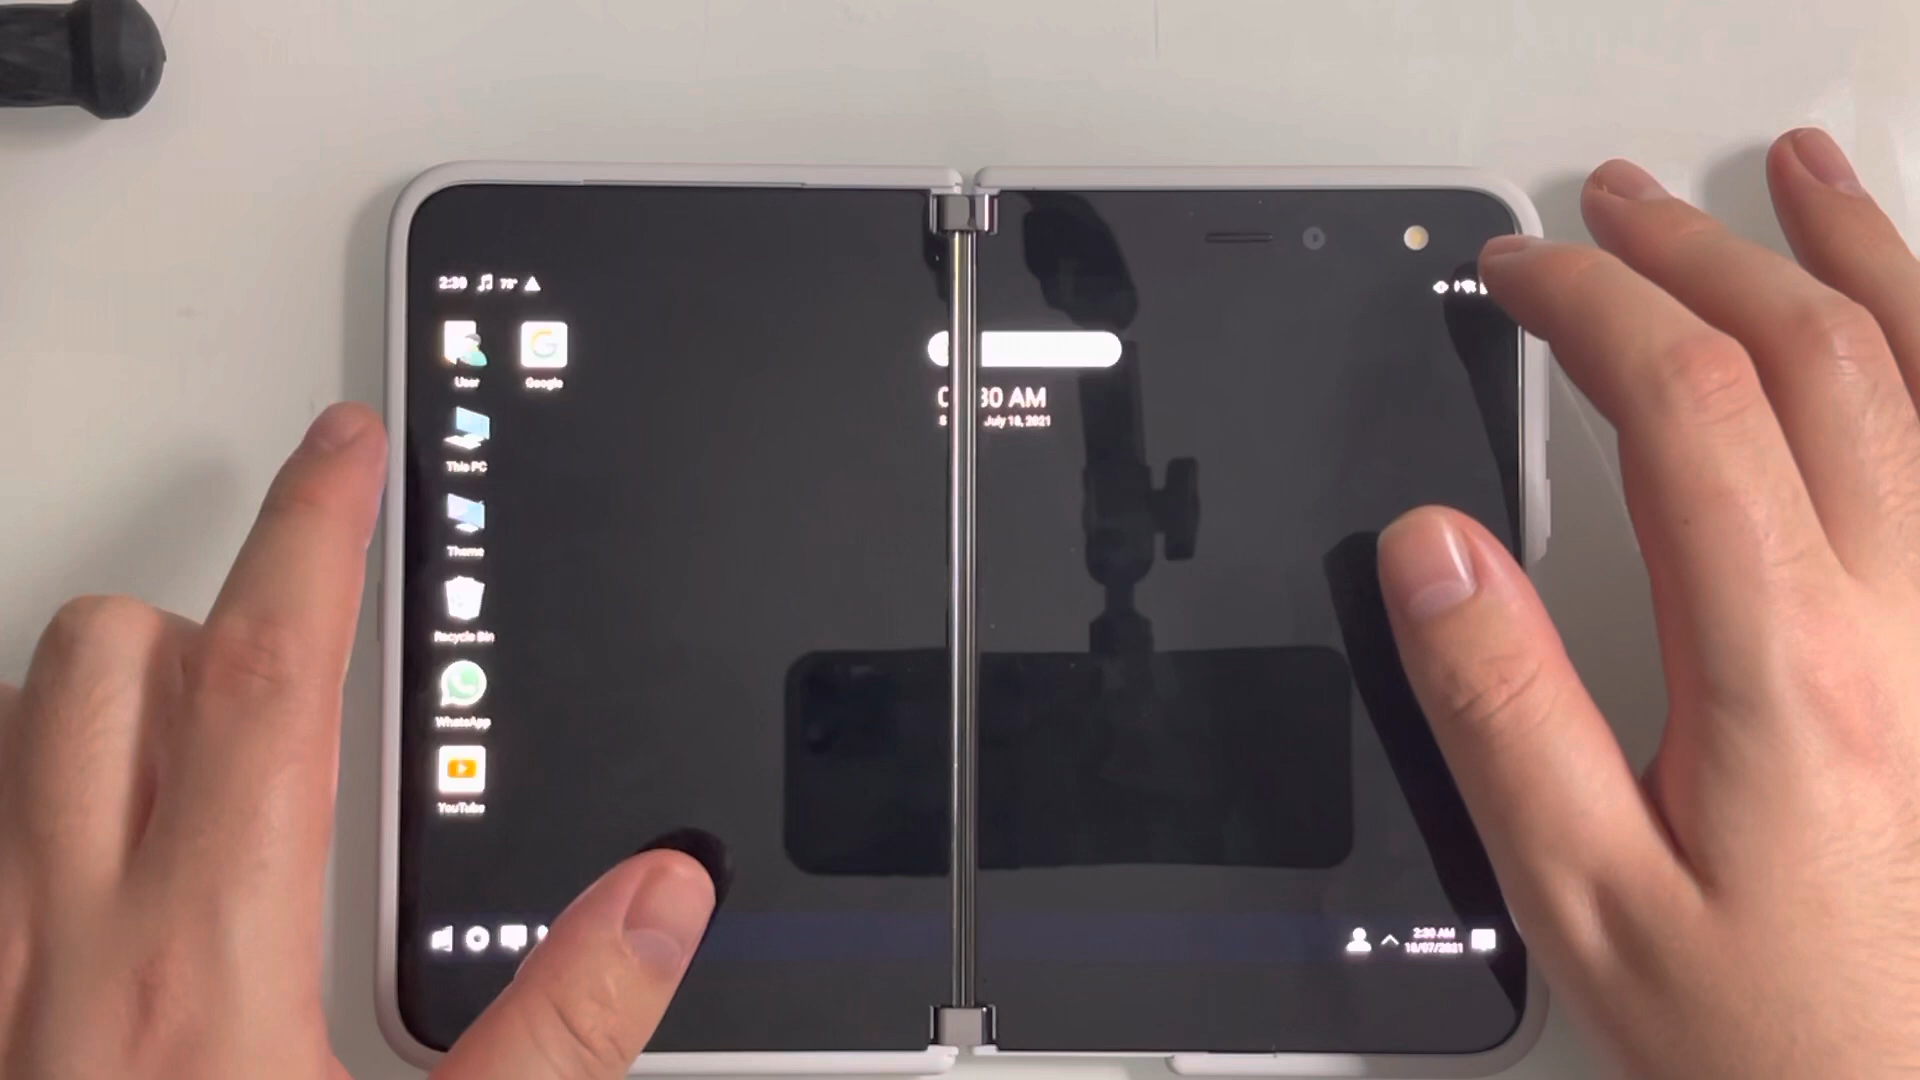 2:30 78°
User
Google
30 AM
July 18, 2021
This PC
Theme
Recycle Bin
WhatsApp
YouTube
2:30 AM
18/07/2021